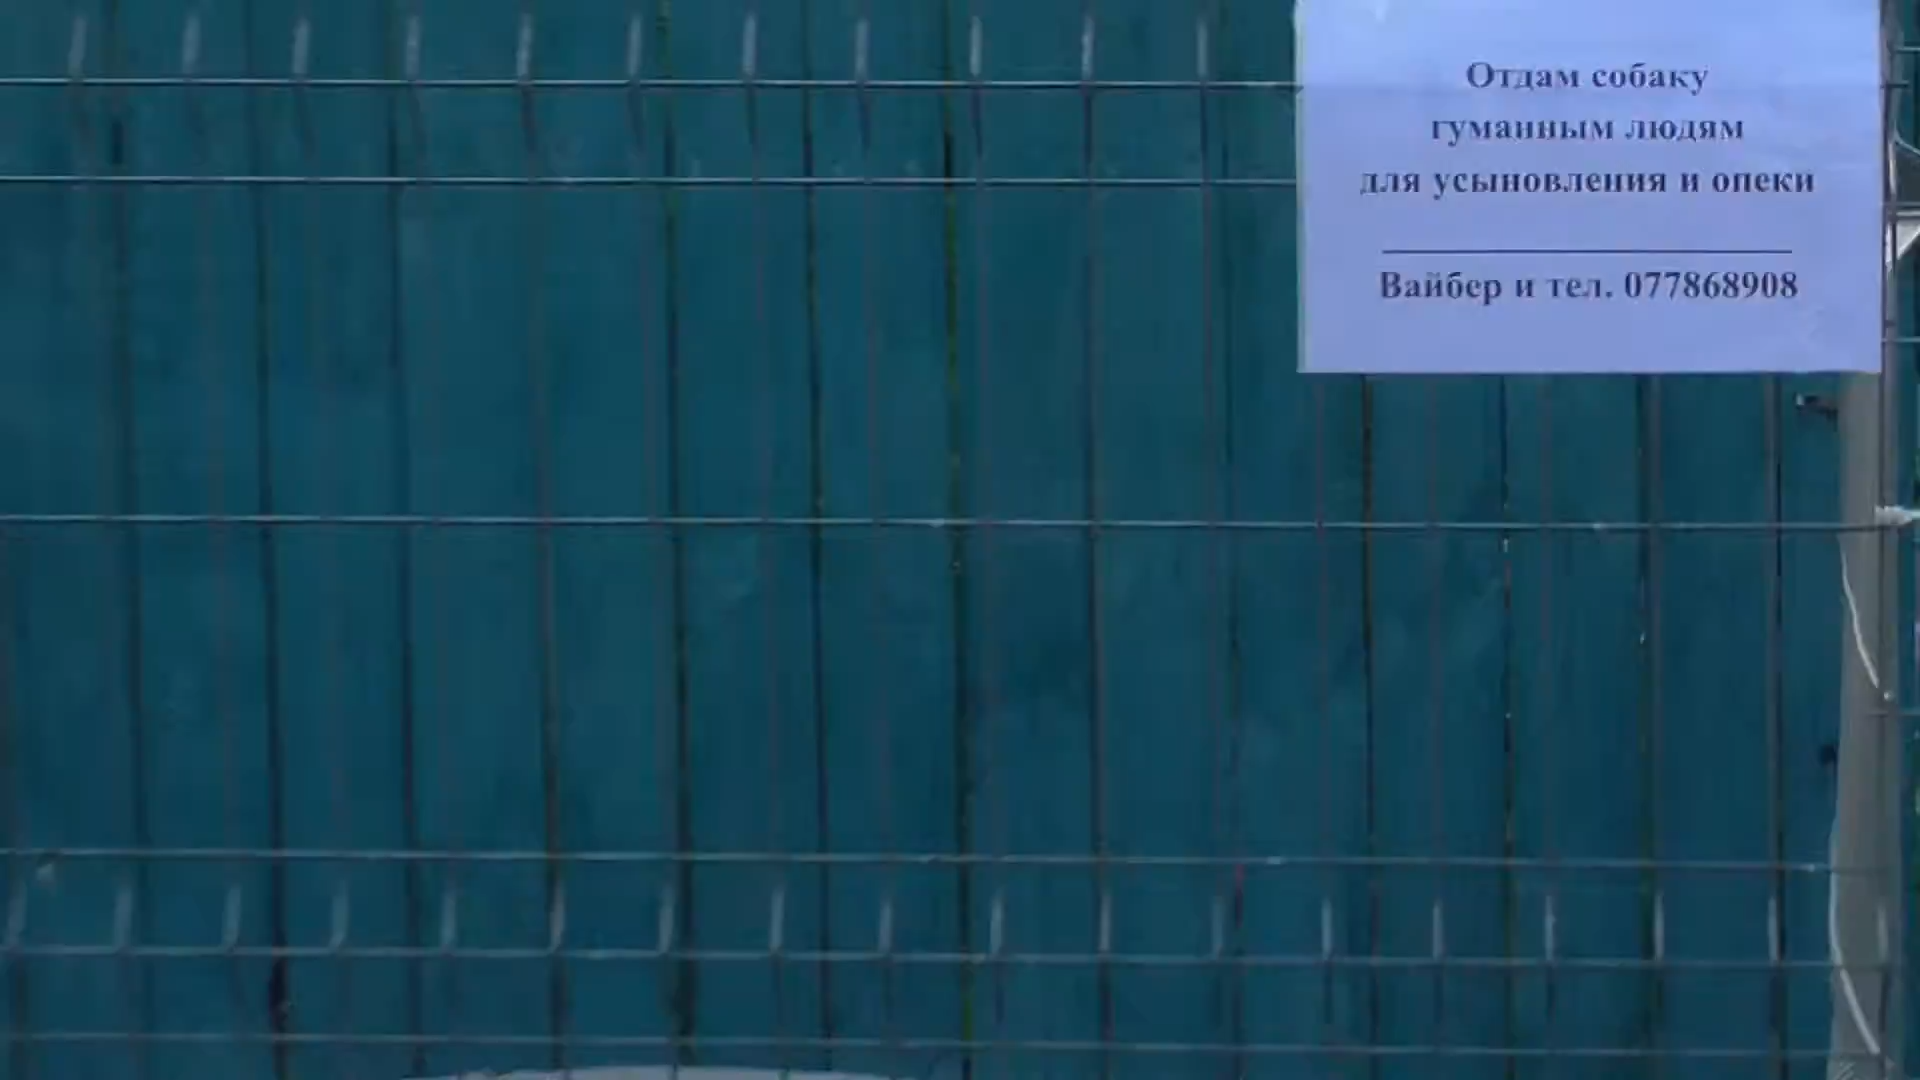 Отдам собаку
гуманным людям
для усыновления и опеки
Вайбер и тел. 077868908